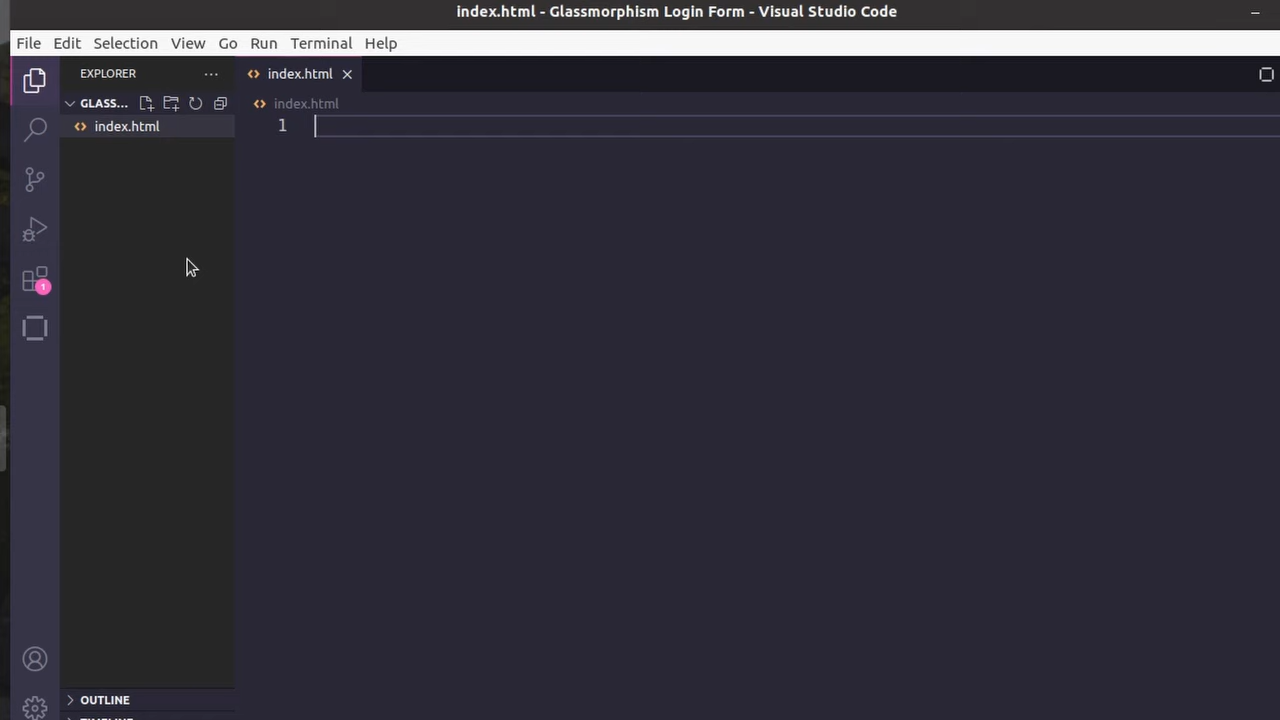 index.html - Glassmorphism Login Form - Visual Studio Code
File Edit Selection View Go Run Terminal Help
EXPLORER
index.html
GLASS...
index.html
index.html
1
1
OUTLINE
TIMELINE